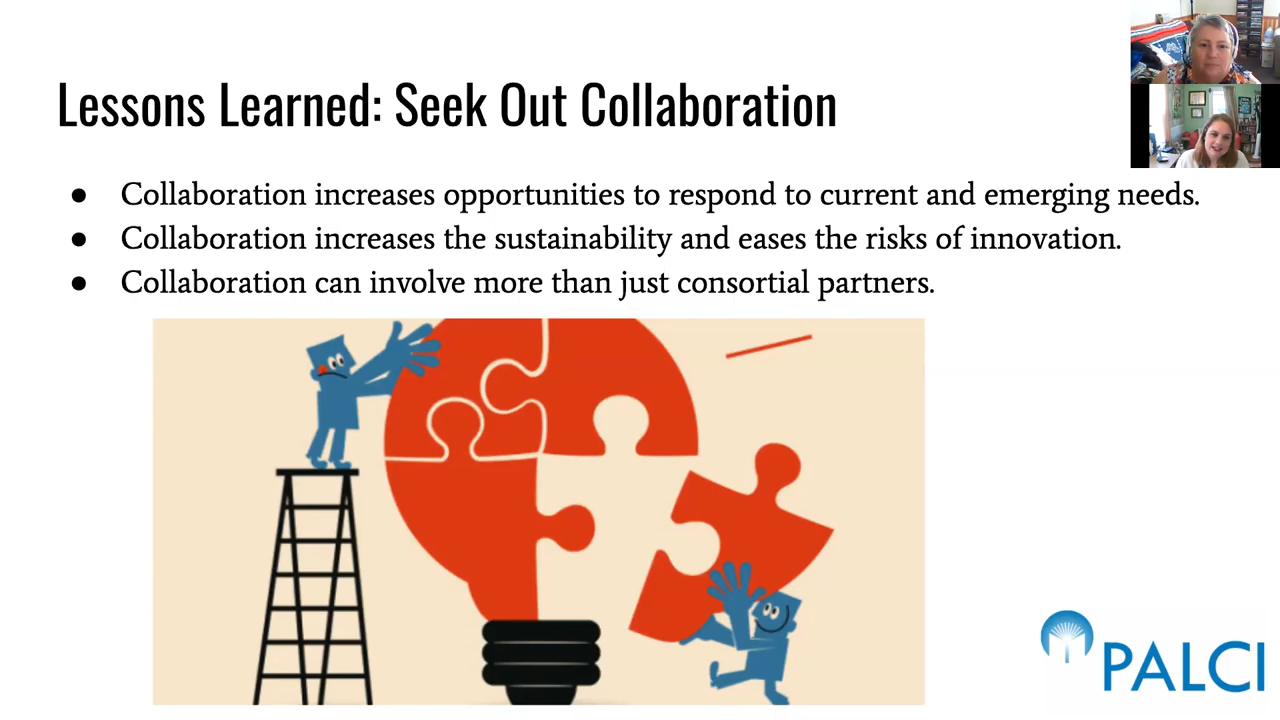 Lessons Learned: Seek Out Collaboration
● Collaboration increases opportunities to respond to current and emerging needs.
● Collaboration increases the sustainability and eases the risks of innovation.
● Collaboration can involve more than just consortial partners.
PALCI